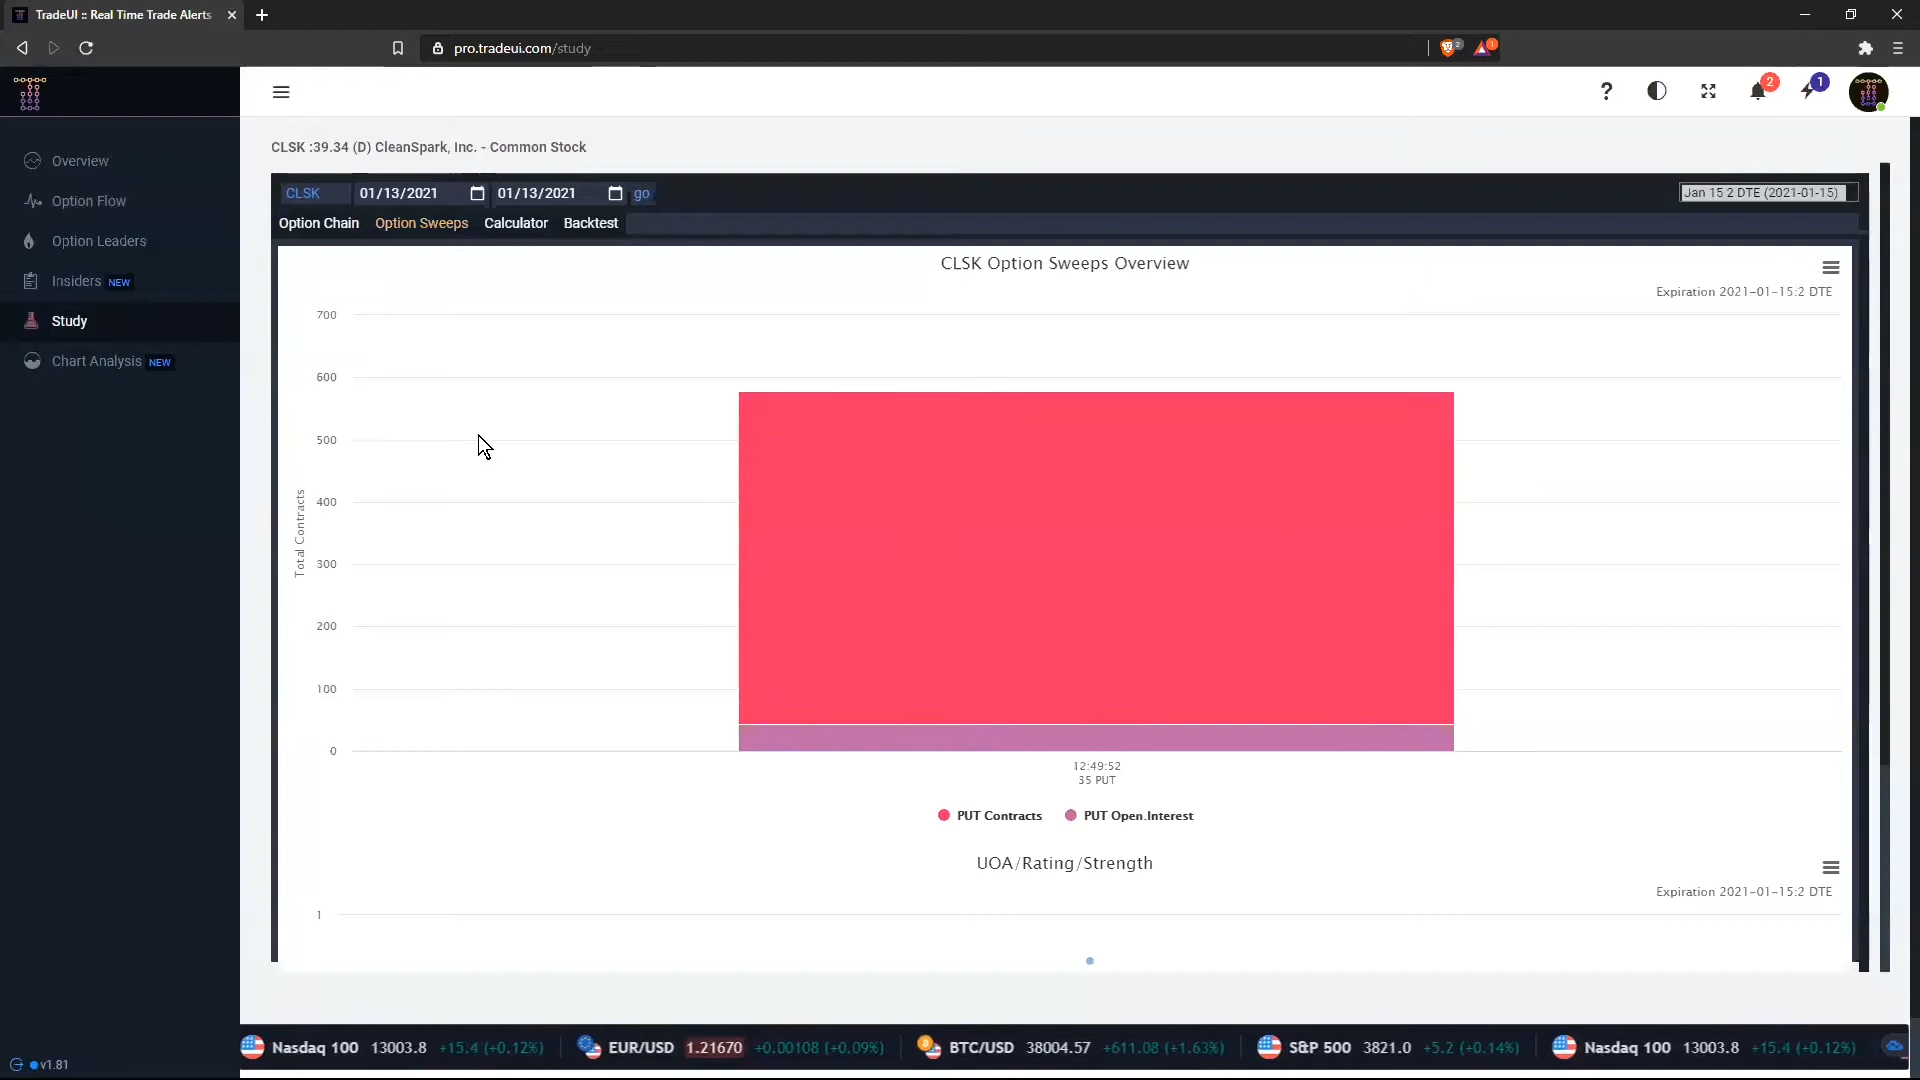 TradeUI :: Real Time Trade Alerts
pro.tradeui.com/study
2
1
2
1
Overview
Option Flow
Option Leaders
Insiders NEW
Study
Chart Analysis NEW
v1.81
CLSK :39.34 (D) CleanSpark, Inc. - Common Stock
CLSK 01/13/2021 01/13/2021 go
Jan 15 2 DTE (2021-01-15)
Option Chain Option Sweeps Calculator Backtest
CLSK Option Sweeps Overview
Expiration 2021-01-15:2 DTE
700
600
500
400
300
200
100
0
Total Contracts
12:49:52
35 PUT
PUT Contracts PUT Open.Interest
UOA/Rating/Strength
Expiration 2021-01-15:2 DTE
1
Nasdaq 100 13003.8 +15.4 (+0.12%) EUR/USD 1.21670 +0.00108 (+0.09%) BTC/USD 38004.57 +611.08 (+1.63%) S&P 500 3821.0 +5.2 (+0.14%) Nasdaq 100 13003.8 +15.4 (+0.12%)